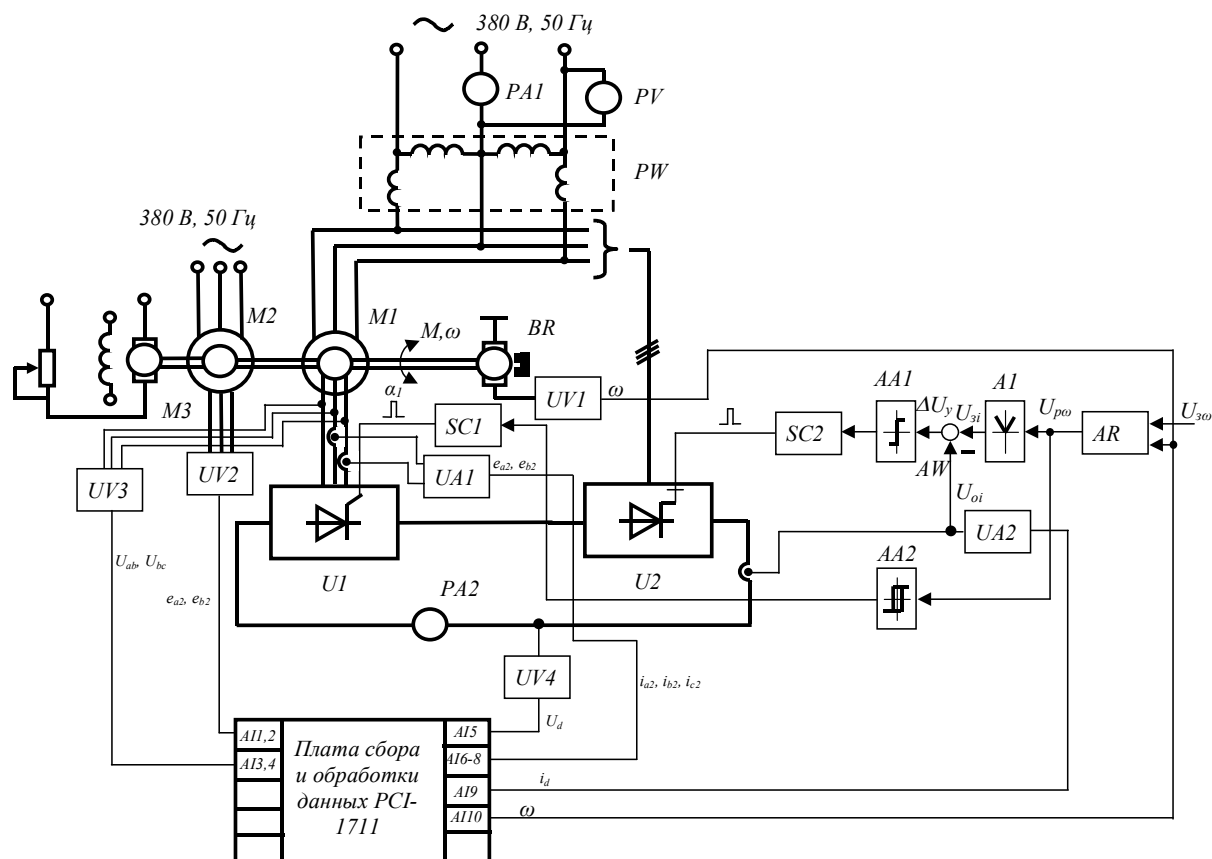 380 В, 50 Гц
PA1
PV
PW
380 В, 50 Гц
M2
M1
M,ω
BR
M3
α₁
UV1
ω
AA1
A1
ΔUу
Uзi
Uрω
Uзω
SC1
SC2
AR
AW
UV3
UV2
UA1
ea2, eb2
Uoi
UA2
Uab, Ubc
ea2, eb2
U1
PA2
U2
AA2
UV4
ia2, ib2, ic2
Ud
AI1,2
AI3,4
Плата сбора
и обработки
данных PCI-
1711
AI5
AI6-8
AI9
AI10
id
ω